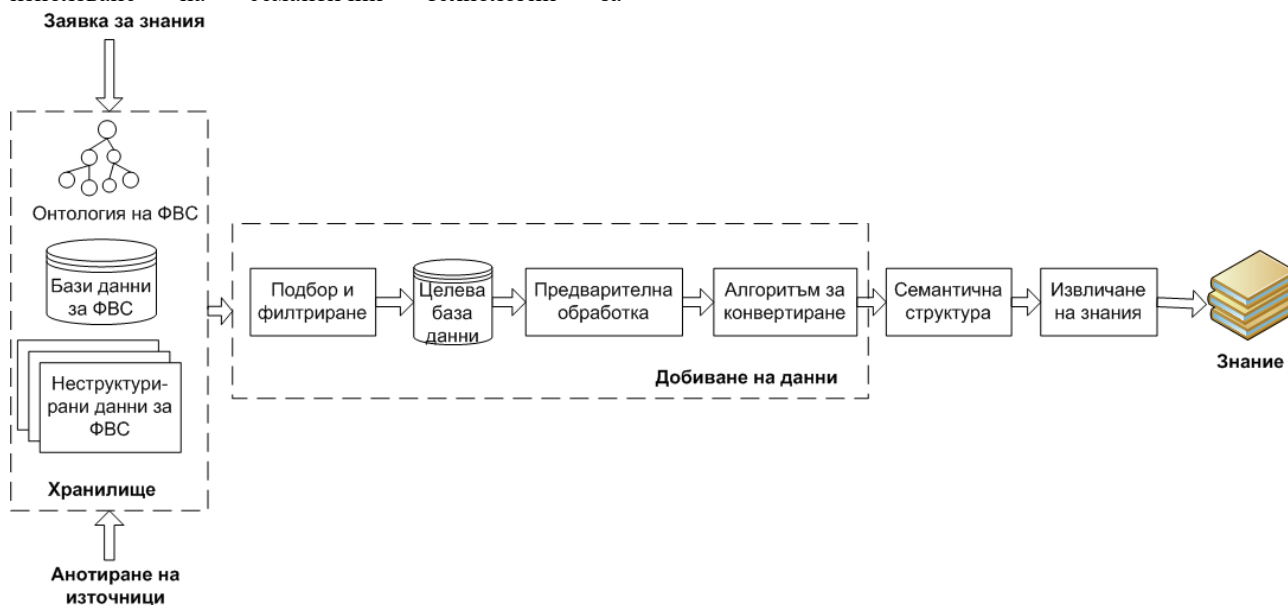 Заявка за знания
Онтология на ФВС
Бази данни
за ФВС
Неструктури-
рани данни за
ФВС
Хранилище
Анотиране на
източници
Подбор и
филтриране
Целева
база
данни
Предварителна
обработка
Алгоритъм за
конвертиране
Добиване на данни
Семантична
структура
Извличане
на знания
Знание